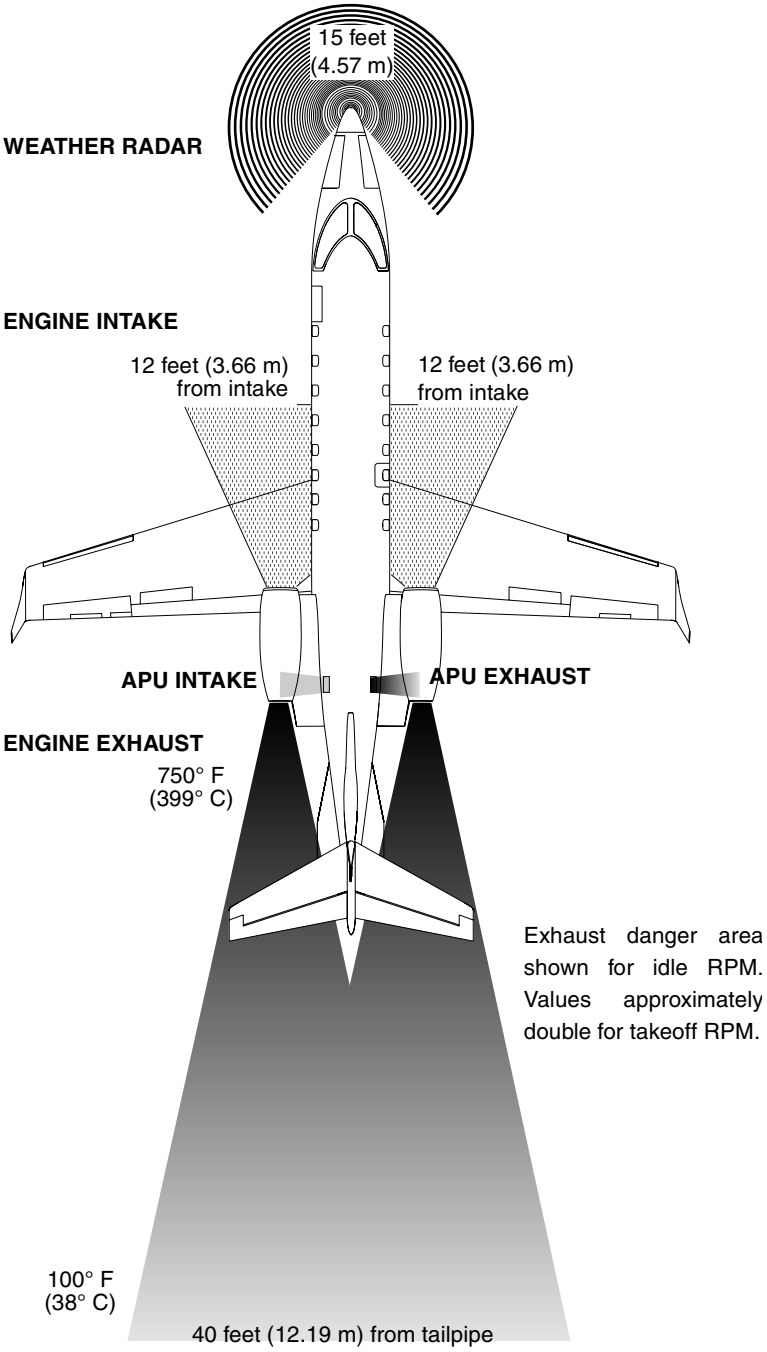 15 feet
(4.57 m)
WEATHER RADAR
ENGINE INTAKE
12 feet (3.66 m)
from intake
12 feet (3.66 m)
from intake
APU INTAKE
APU EXHAUST
ENGINE EXHAUST
750° F
(399° C)
Exhaust danger area
shown for idle RPM.
Values approximately
double for takeoff RPM.
100° F
(38° C)
40 feet (12.19 m) from tailpipe